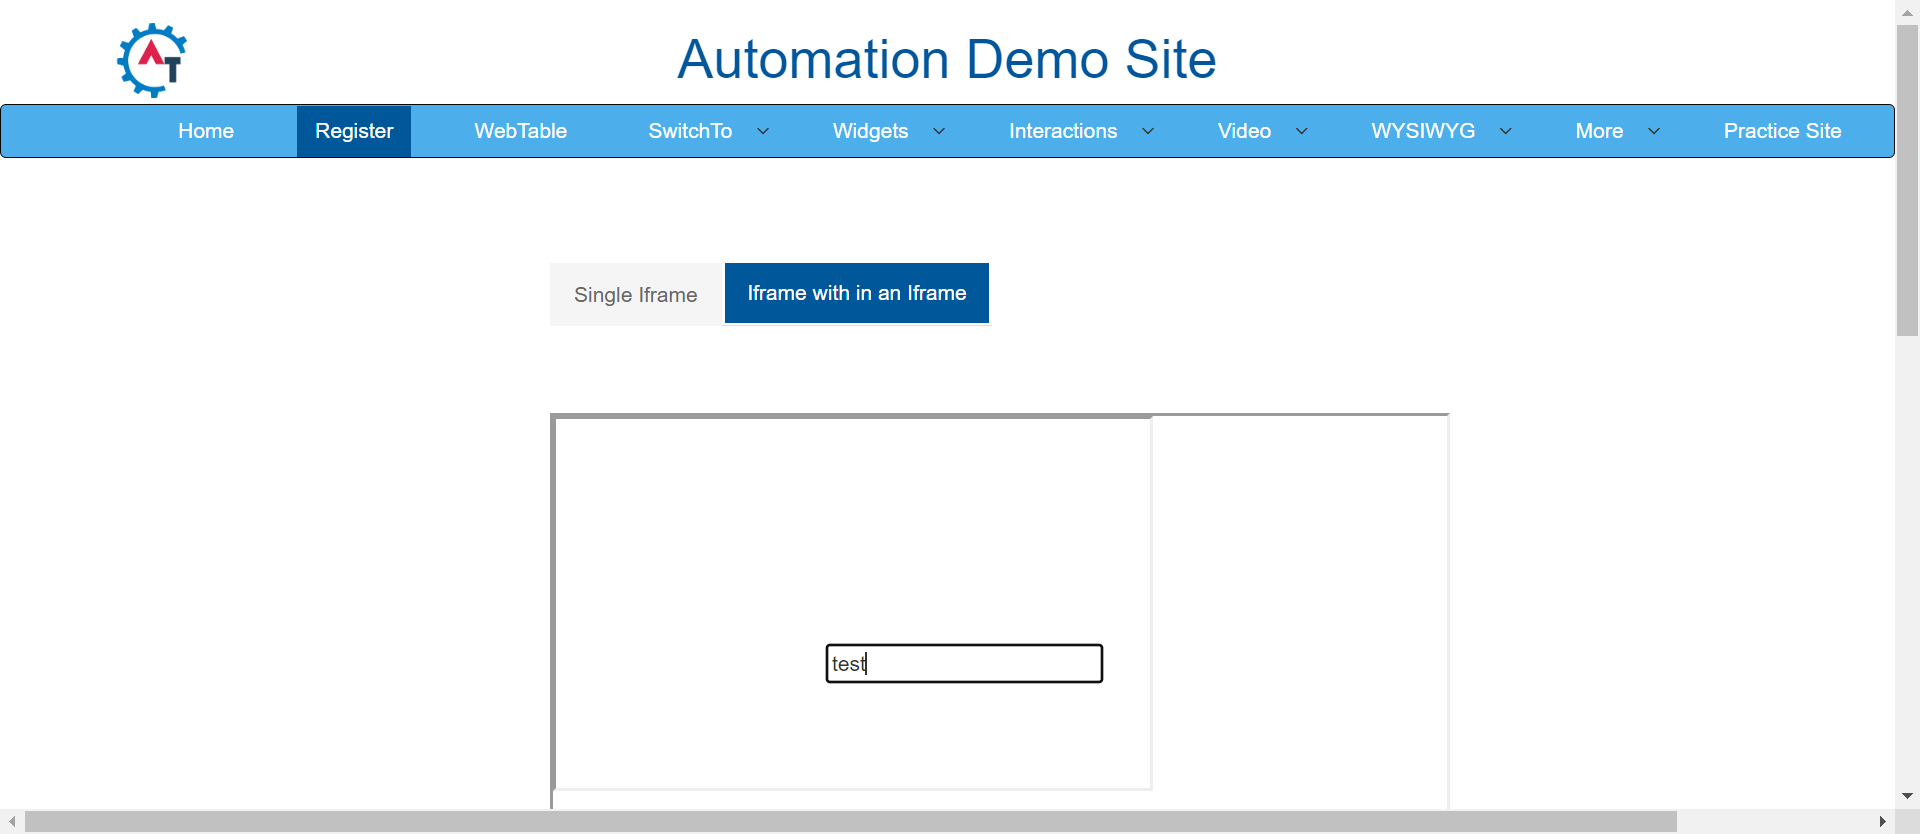 AT
Automation Demo Site
Home Register WebTable SwitchTo Widgets Interactions Video WYSIWYG More Practice Site
Single Iframe Iframe with in an Iframe
test